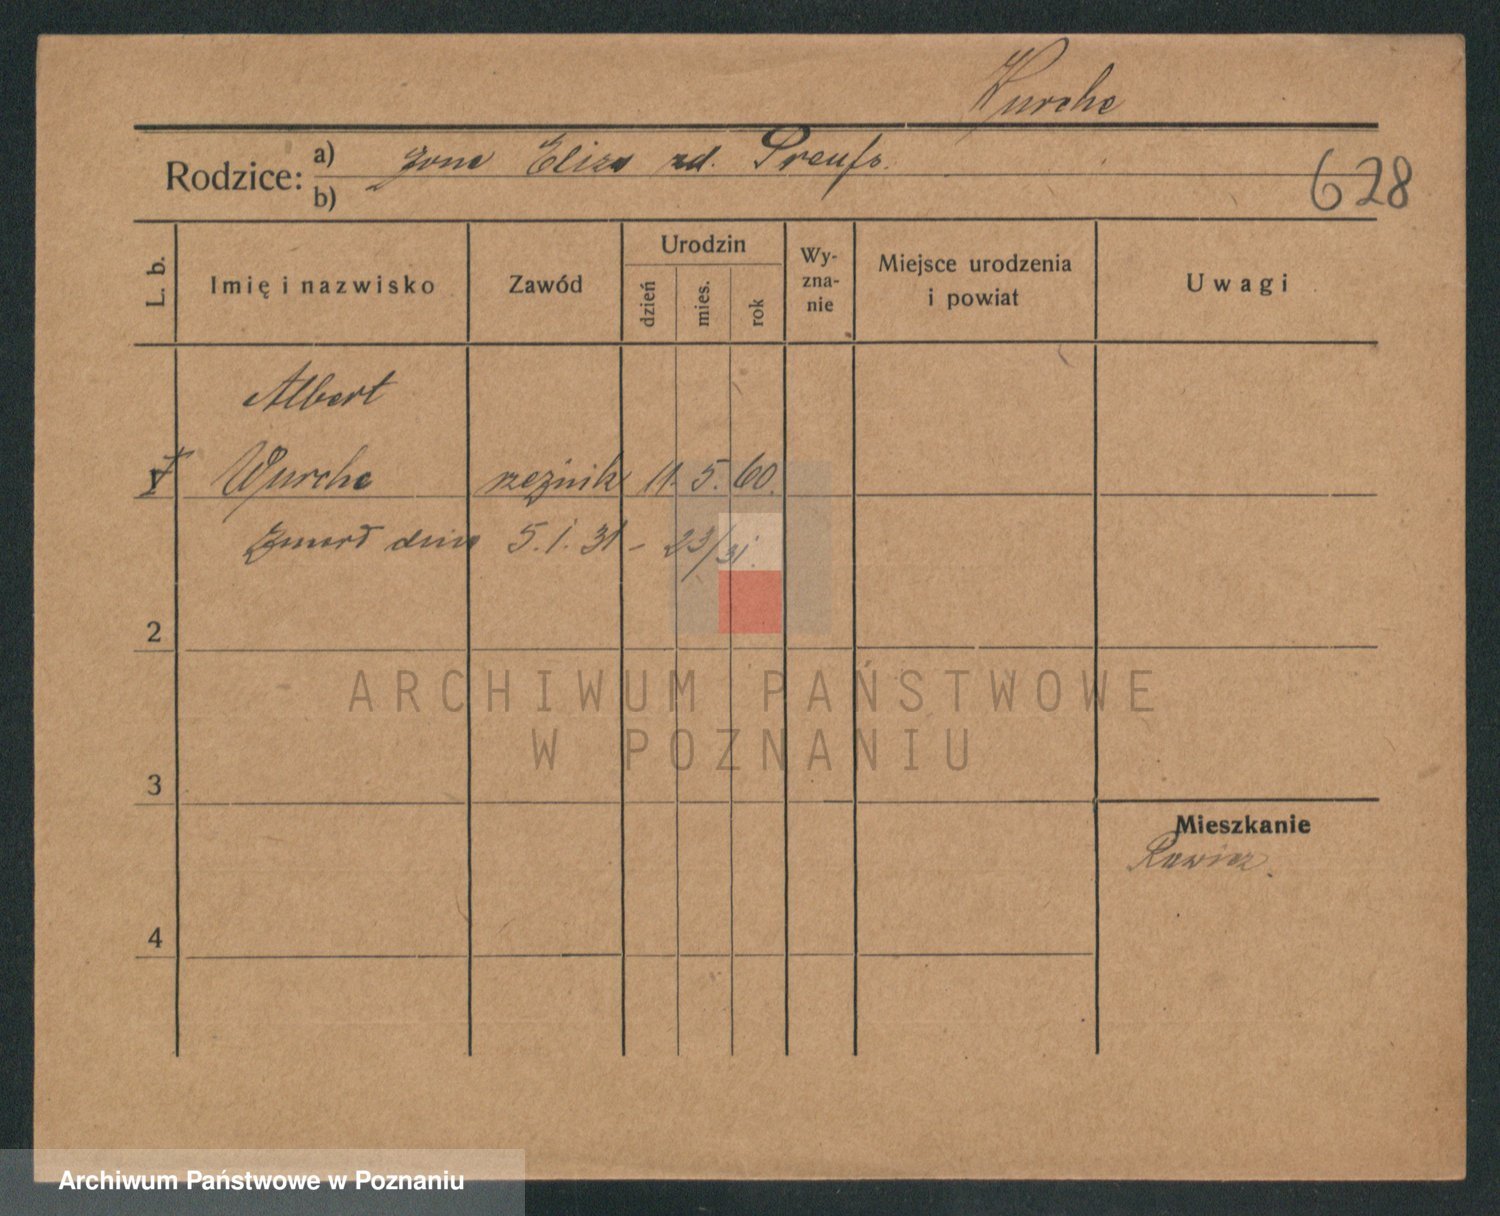 Wurche
Rodzice: a) żona Eliza zd. Preuſs.
b)
628
L. b.
Imię i nazwisko
Zawód
Urodzin
dzień
mies.
rok
Wy-
zna-
nie
Miejsce urodzenia
i powiat
Uwagi
Albert
Wurche rzeźnik 11. 5. 60.
Zmarł dnia 5.1.31 - 23/31.
2
3
4
Mieszkanie
Rawicz.
ARCHIWUM PAŃSTWOWE
W POZNANIU
Archiwum Państwowe w Poznaniu